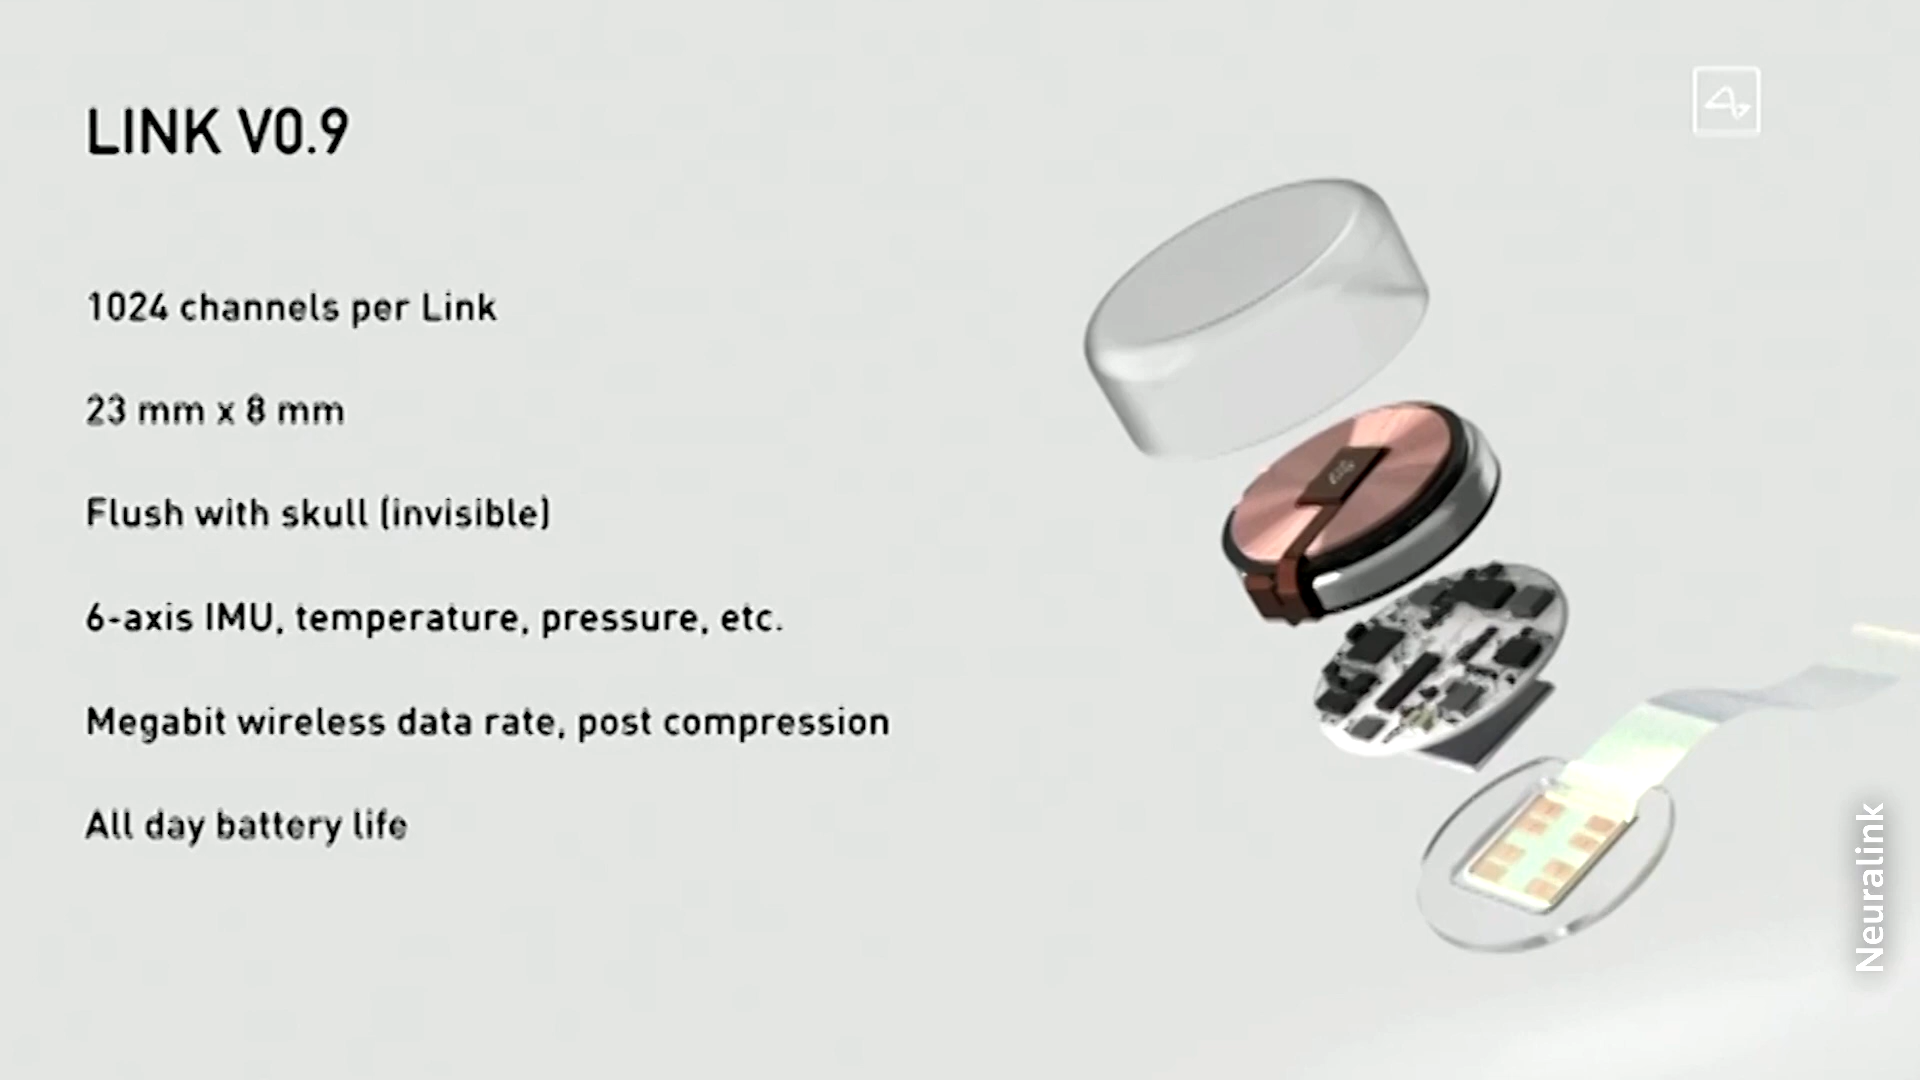 LINK V0.9
1024 channels per Link
23 mm x 8 mm
Flush with skull (invisible)
6-axis IMU, temperature, pressure, etc.
Megabit wireless data rate, post compression
All day battery life
Neuralink